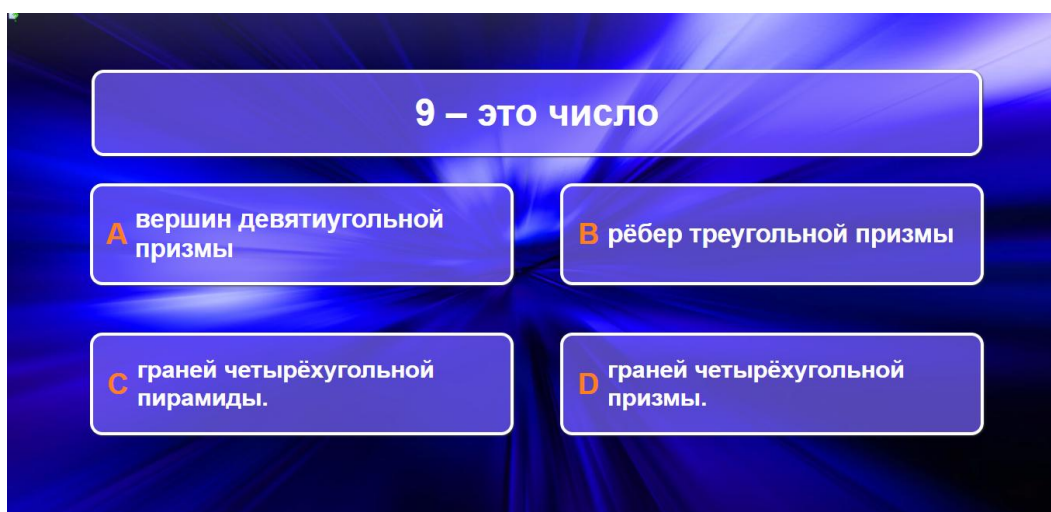 9 – это число
A вершин девятиугольной
призмы
B рёбер треугольной призмы
C граней четырёхугольной
пирамиды.
D граней четырёхугольной
призмы.